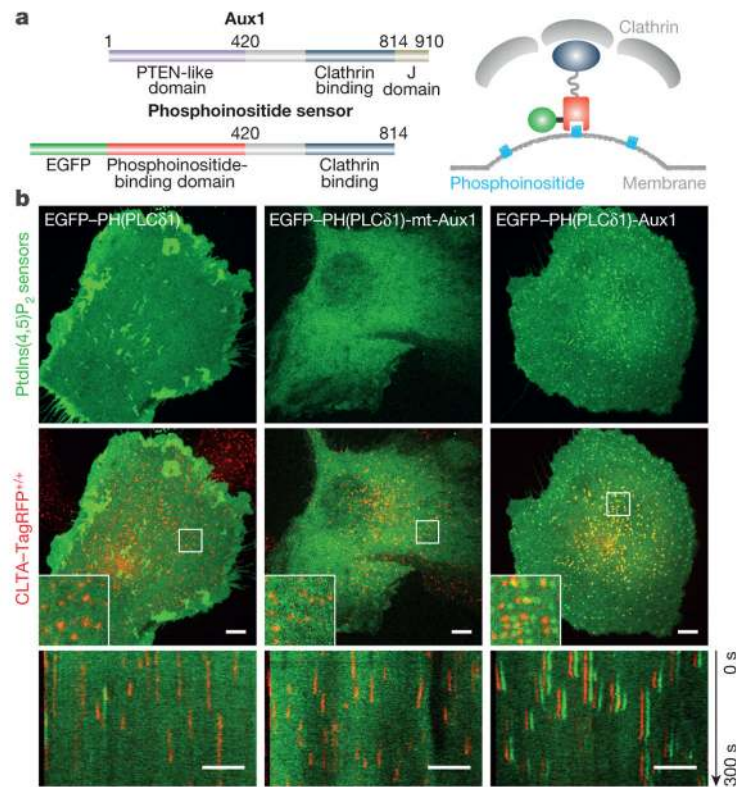 a
Aux1
1 420 814 910
PTEN-like domain
Clathrin binding
J domain
Phosphoinositide sensor
420 814
EGFP
Phosphoinositide-binding domain
Clathrin binding
Clathrin
Phosphoinositide
Membrane
b
PtdIns(4,5)P₂ sensors
EGFP–PH(PLCδ1)
EGFP–PH(PLCδ1)-mt-Aux1
EGFP–PH(PLCδ1)-Aux1
CLTA–TagRFP⁺/⁺
0 s
300 s